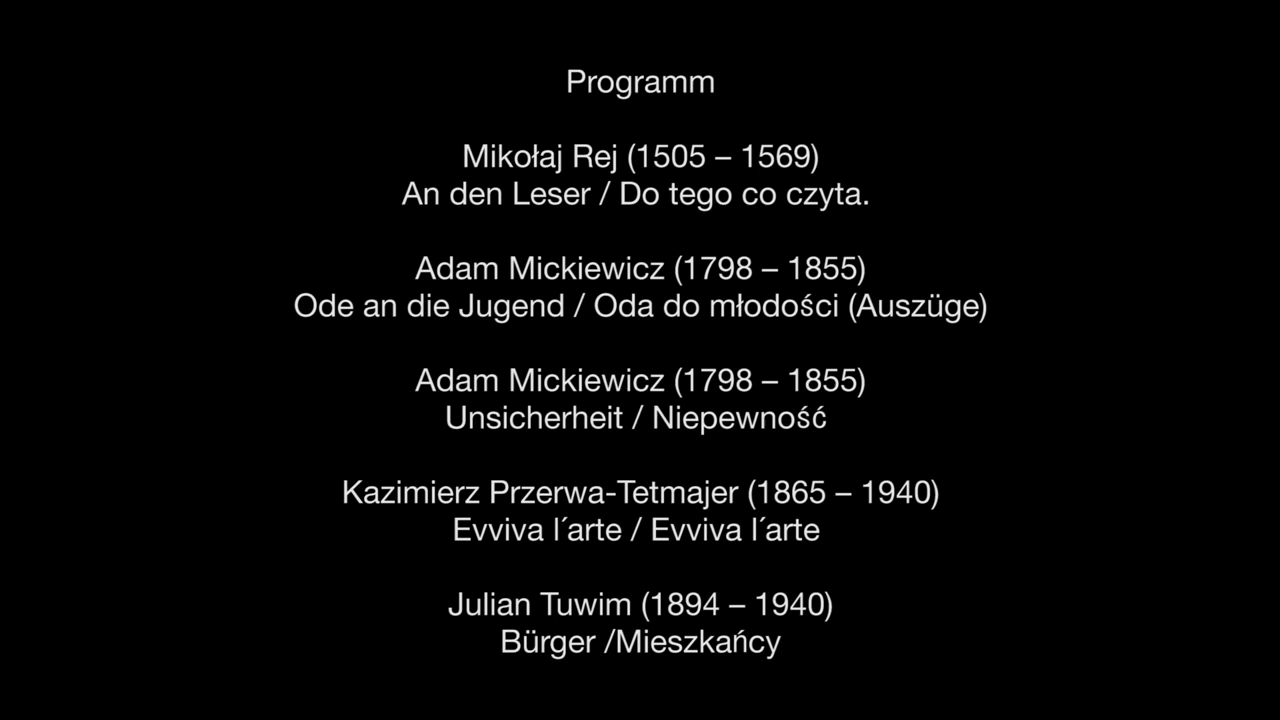 Programm
Mikołaj Rej (1505 – 1569)
An den Leser / Do tego co czyta.
Adam Mickiewicz (1798 – 1855)
Ode an die Jugend / Oda do młodości (Auszüge)
Adam Mickiewicz (1798 – 1855)
Unsicherheit / Niepewność
Kazimierz Przerwa-Tetmajer (1865 – 1940)
Evviva l´arte / Evviva l´arte
Julian Tuwim (1894 – 1940)
Bürger /Mieszkańcy